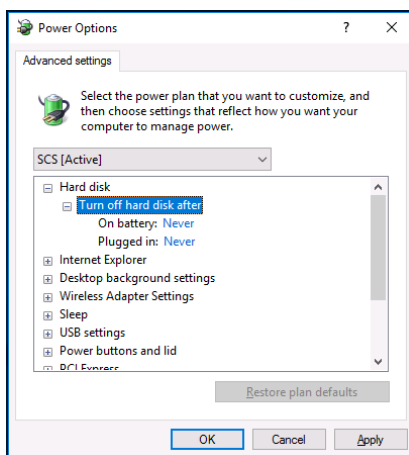 Power Options
Advanced settings
Select the power plan that you want to customize, and
then choose settings that reflect how you want your
computer to manage power.
SCS [Active]
Hard disk
Turn off hard disk after
On battery: Never
Plugged in: Never
Internet Explorer
Desktop background settings
Wireless Adapter Settings
Sleep
USB settings
Power buttons and lid
PCI Express
Restore plan defaults
OK Cancel Apply